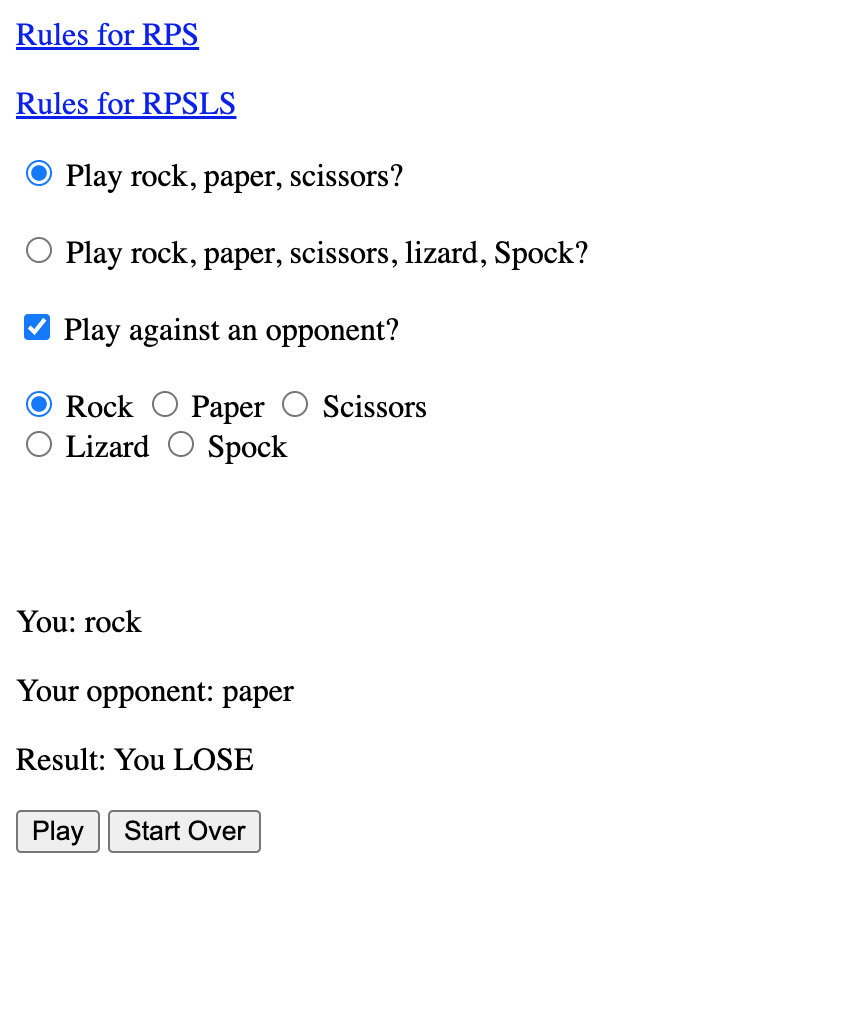 Rules for RPS
Rules for RPSLS
Play rock, paper, scissors?
Play rock, paper, scissors, lizard, Spock?
Play against an opponent?
Rock Paper Scissors
Lizard Spock
You: rock
Your opponent: paper
Result: You LOSE
Play Start Over